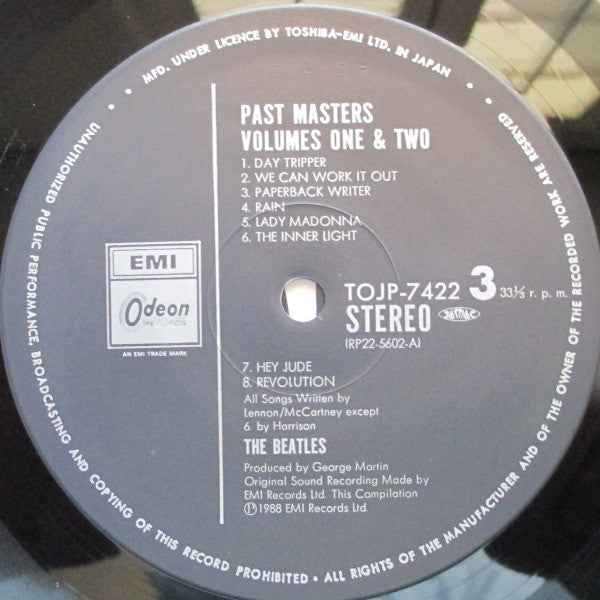 • MFD. UNDER LICENCE BY TOSHIBA-EMI LTD. IN JAPAN •
UNAUTHORIZED PUBLIC PERFORMANCE, BROADCASTING AND COPYING OF THIS RECORD PROHIBITED • ALL RIGHTS OF THE MANUFACTURER AND OF THE OWNER OF THE RECORDED WORK ARE RESERVED
PAST MASTERS
VOLUMES ONE & TWO
1. DAY TRIPPER
2. WE CAN WORK IT OUT
3. PAPERBACK WRITER
4. RAIN
5. LADY MADONNA
6. THE INNER LIGHT
EMI
Odeon
RECORDS
AN EMI TRADE MARK
TOJP-7422 3 33⅓ r. p. m.
STEREO JASRAC
(RP22-5602-A)
7. HEY JUDE
8. REVOLUTION
All Songs Written by
Lennon/McCartney except
6. by Harrison
THE BEATLES
Produced by George Martin
Original Sound Recording Made by
EMI Records Ltd. This Compilation
Ⓟ1988 EMI Records Ltd.